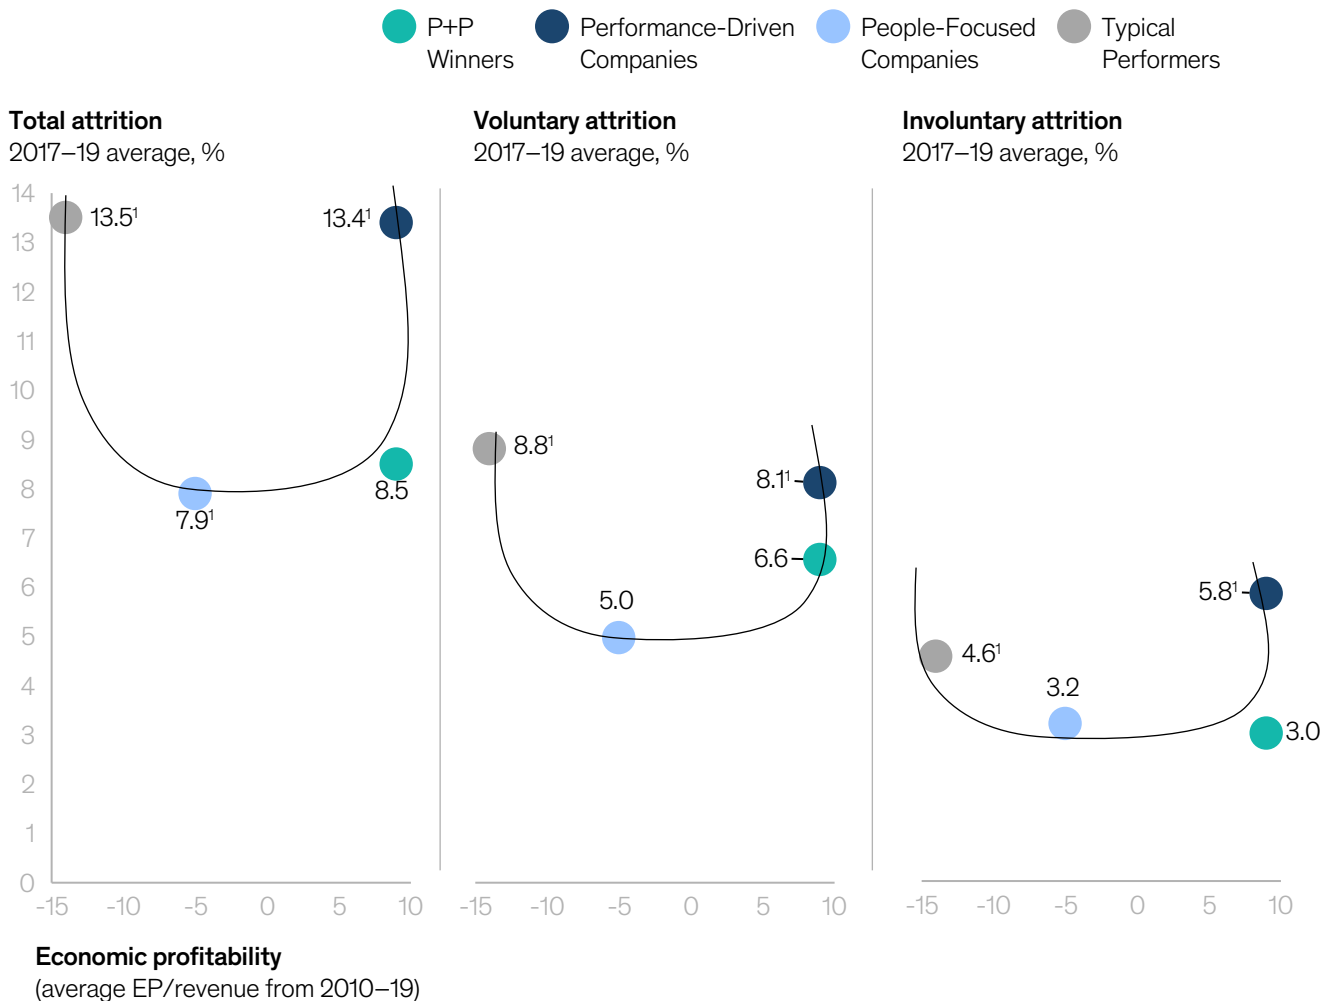 P+P
Winners
Performance-Driven
Companies
People-Focused
Companies
Typical
Performers
Total attrition
2017–19 average, %
Voluntary attrition
2017–19 average, %
Involuntary attrition
2017–19 average, %
14
13
12
11
10
9
8
7
6
5
4
3
2
1
0
13.5¹
13.4¹
7.9¹
8.5
-15 -10 -5 0 5 10
8.8¹
8.1¹
6.6
5.0
-15 -10 -5 0 5 10
5.8¹
4.6¹
3.2
3.0
-15 -10 -5 0 5 10
Economic profitability
(average EP/revenue from 2010–19)